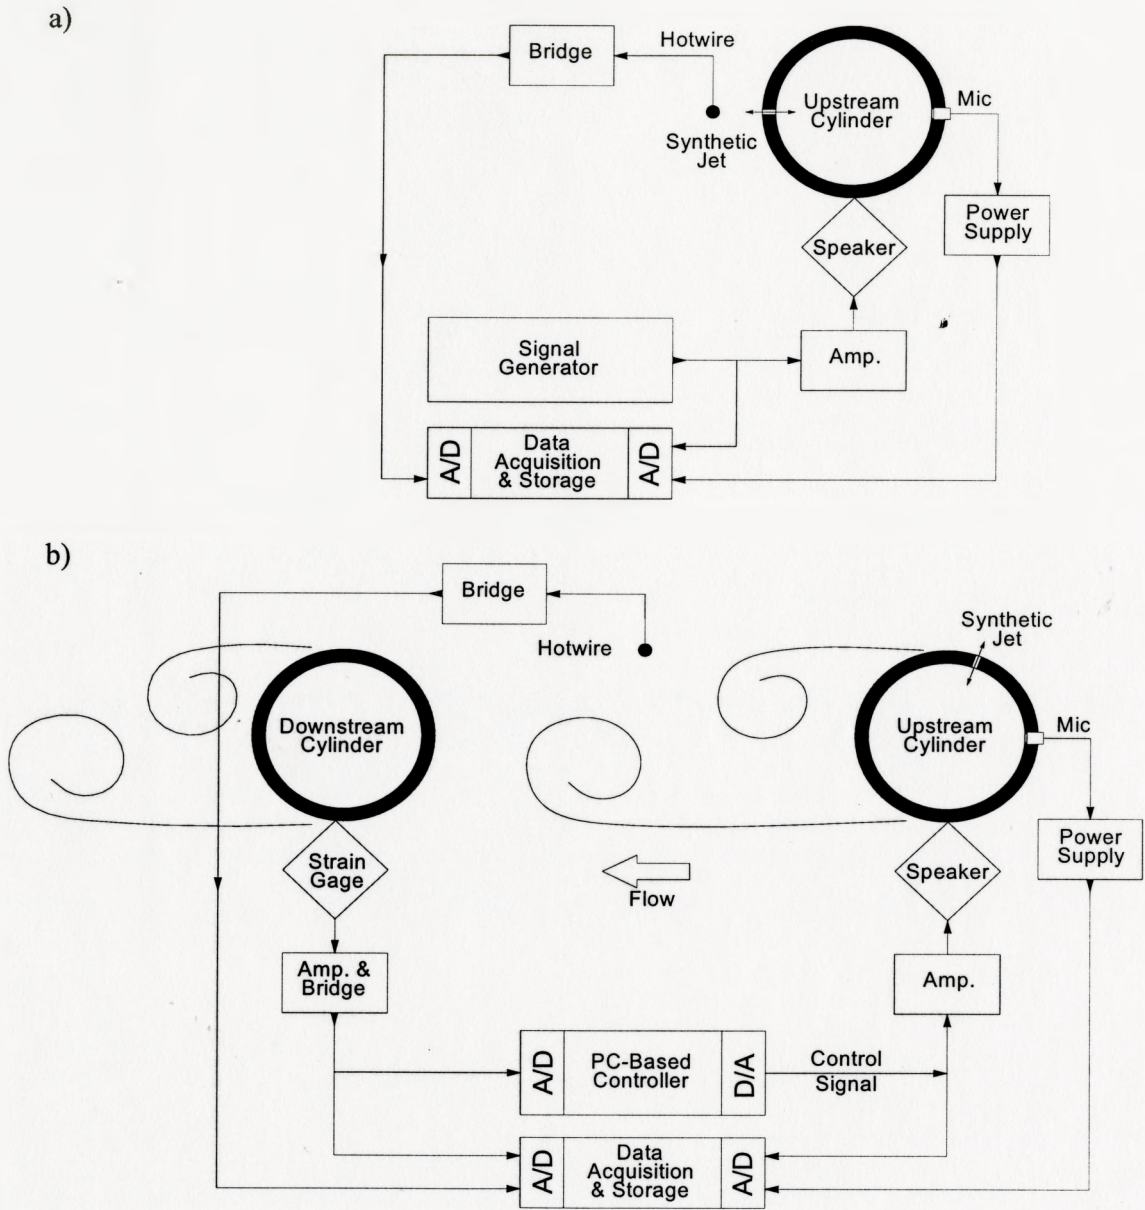 a)
Bridge
Hotwire
Synthetic
Jet
Upstream
Cylinder
Mic
Power
Supply
Speaker
Signal
Generator
Amp.
A/D
Data
Acquisition
& Storage
A/D
b)
Bridge
Hotwire
Synthetic
Jet
Downstream
Cylinder
Upstream
Cylinder
Mic
Strain
Gage
Flow
Speaker
Power
Supply
Amp. &
Bridge
Amp.
A/D
PC-Based
Controller
D/A
Control
Signal
A/D
Data
Acquisition
& Storage
A/D